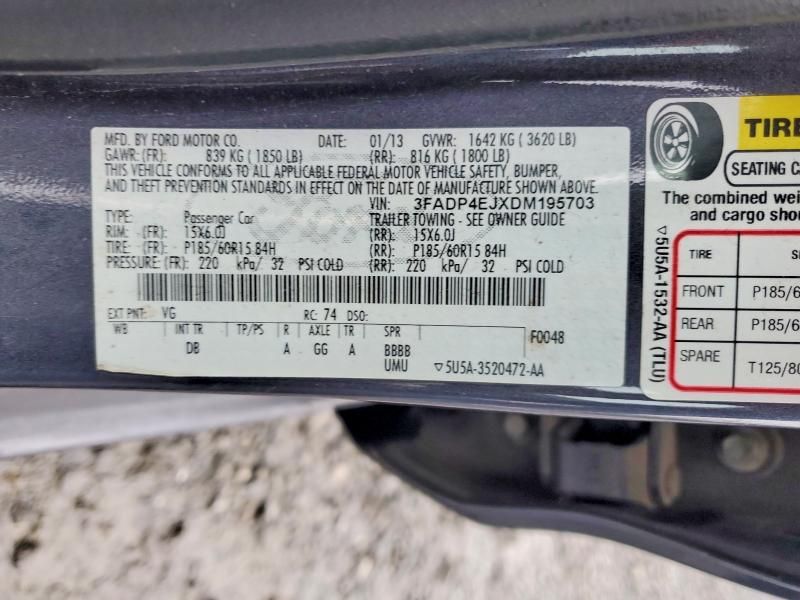 MFD. BY FORD MOTOR CO. DATE: 01/13 GVWR: 1642 KG ( 3620 LB)
GAWR: (FR): 839 KG ( 1850 LB) (RR): 816 KG ( 1800 LB)
THIS VEHICLE CONFORMS TO ALL APPLICABLE FEDERAL MOTOR VEHICLE SAFETY, BUMPER,
AND THEFT PREVENTION STANDARDS IN EFFECT ON THE DATE OF MANUFACTURE SHOWN ABOVE.
VIN: 3FADP4EJXDM195703
TYPE: Passenger Car TRAILER TOWING - SEE OWNER GUIDE
RIM: (FR): 15X6.0J (RR): 15X6.0J
TIRE: (FR): P185/60R15 84H (RR): P185/60R15 84H
PRESSURE: (FR): 220 kPa/ 32 PSI COLD (RR): 220 kPa/ 32 PSI COLD
EXT PNT: VG RC: 74 DSO:
WB INT TR TP/PS R AXLE TR SPR F0048
DB A GG A BBBB
UMU ▽5U5A-3520472-AA
TIRE
SEATING
The combined
and cargo
▽5U5A-1532-AA (TLU)
TIRE
FRONT P185/6
REAR P185/6
SPARE T125/80